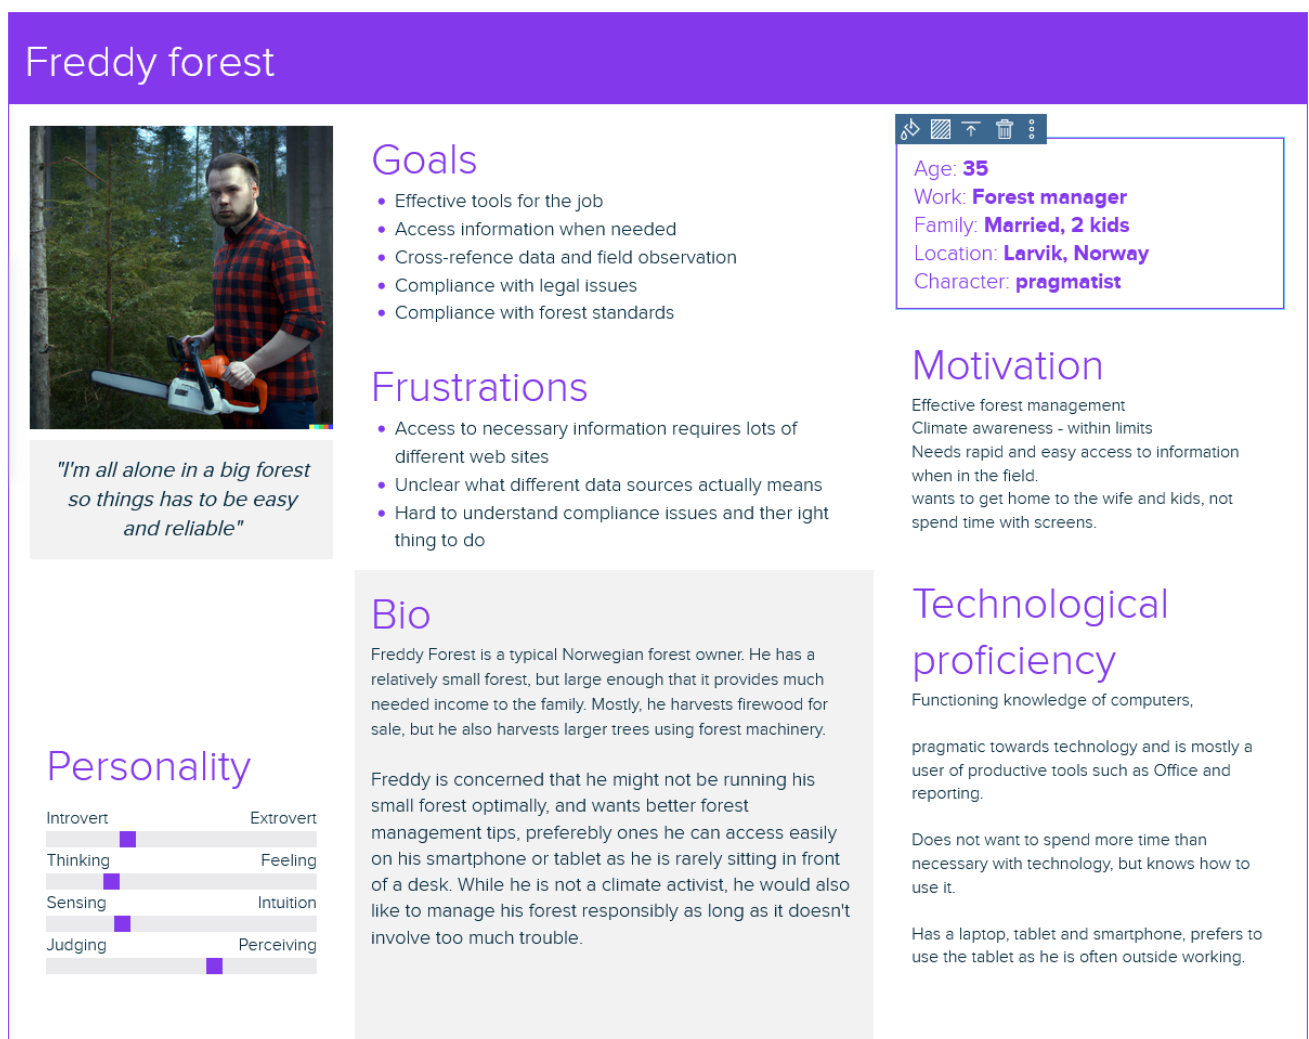 Freddy forest
"I'm all alone in a big forest
so things has to be easy
and reliable"
Personality
Introvert Extrovert
Thinking Feeling
Sensing Intuition
Judging Perceiving
Goals
Effective tools for the job
Access information when needed
Cross-refence data and field observation
Compliance with legal issues
Compliance with forest standards
Frustrations
Access to necessary information requires lots of
different web sites
Unclear what different data sources actually means
Hard to understand compliance issues and ther ight
thing to do
Bio
Freddy Forest is a typical Norwegian forest owner. He has a
relatively small forest, but large enough that it provides much
needed income to the family. Mostly, he harvests firewood for
sale, but he also harvests larger trees using forest machinery.
Freddy is concerned that he might not be running his
small forest optimally, and wants better forest
management tips, preferebly ones he can access easily
on his smartphone or tablet as he is rarely sitting in front
of a desk. While he is not a climate activist, he would also
like to manage his forest responsibly as long as it doesn't
involve too much trouble.
Age: 35
Work: Forest manager
Family: Married, 2 kids
Location: Larvik, Norway
Character: pragmatist
Motivation
Effective forest management
Climate awareness - within limits
Needs rapid and easy access to information
when in the field.
wants to get home to the wife and kids, not
spend time with screens.
Technological
proficiency
Functioning knowledge of computers,
pragmatic towards technology and is mostly a
user of productive tools such as Office and
reporting.
Does not want to spend more time than
necessary with technology, but knows how to
use it.
Has a laptop, tablet and smartphone, prefers to
use the tablet as he is often outside working.